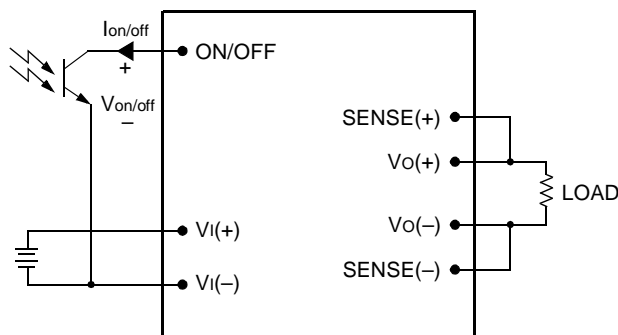 Ion/off
+
ON/OFF
Von/off
–
SENSE(+)
VO(+)
LOAD
VI(+)
VO(–)
VI(–)
SENSE(–)